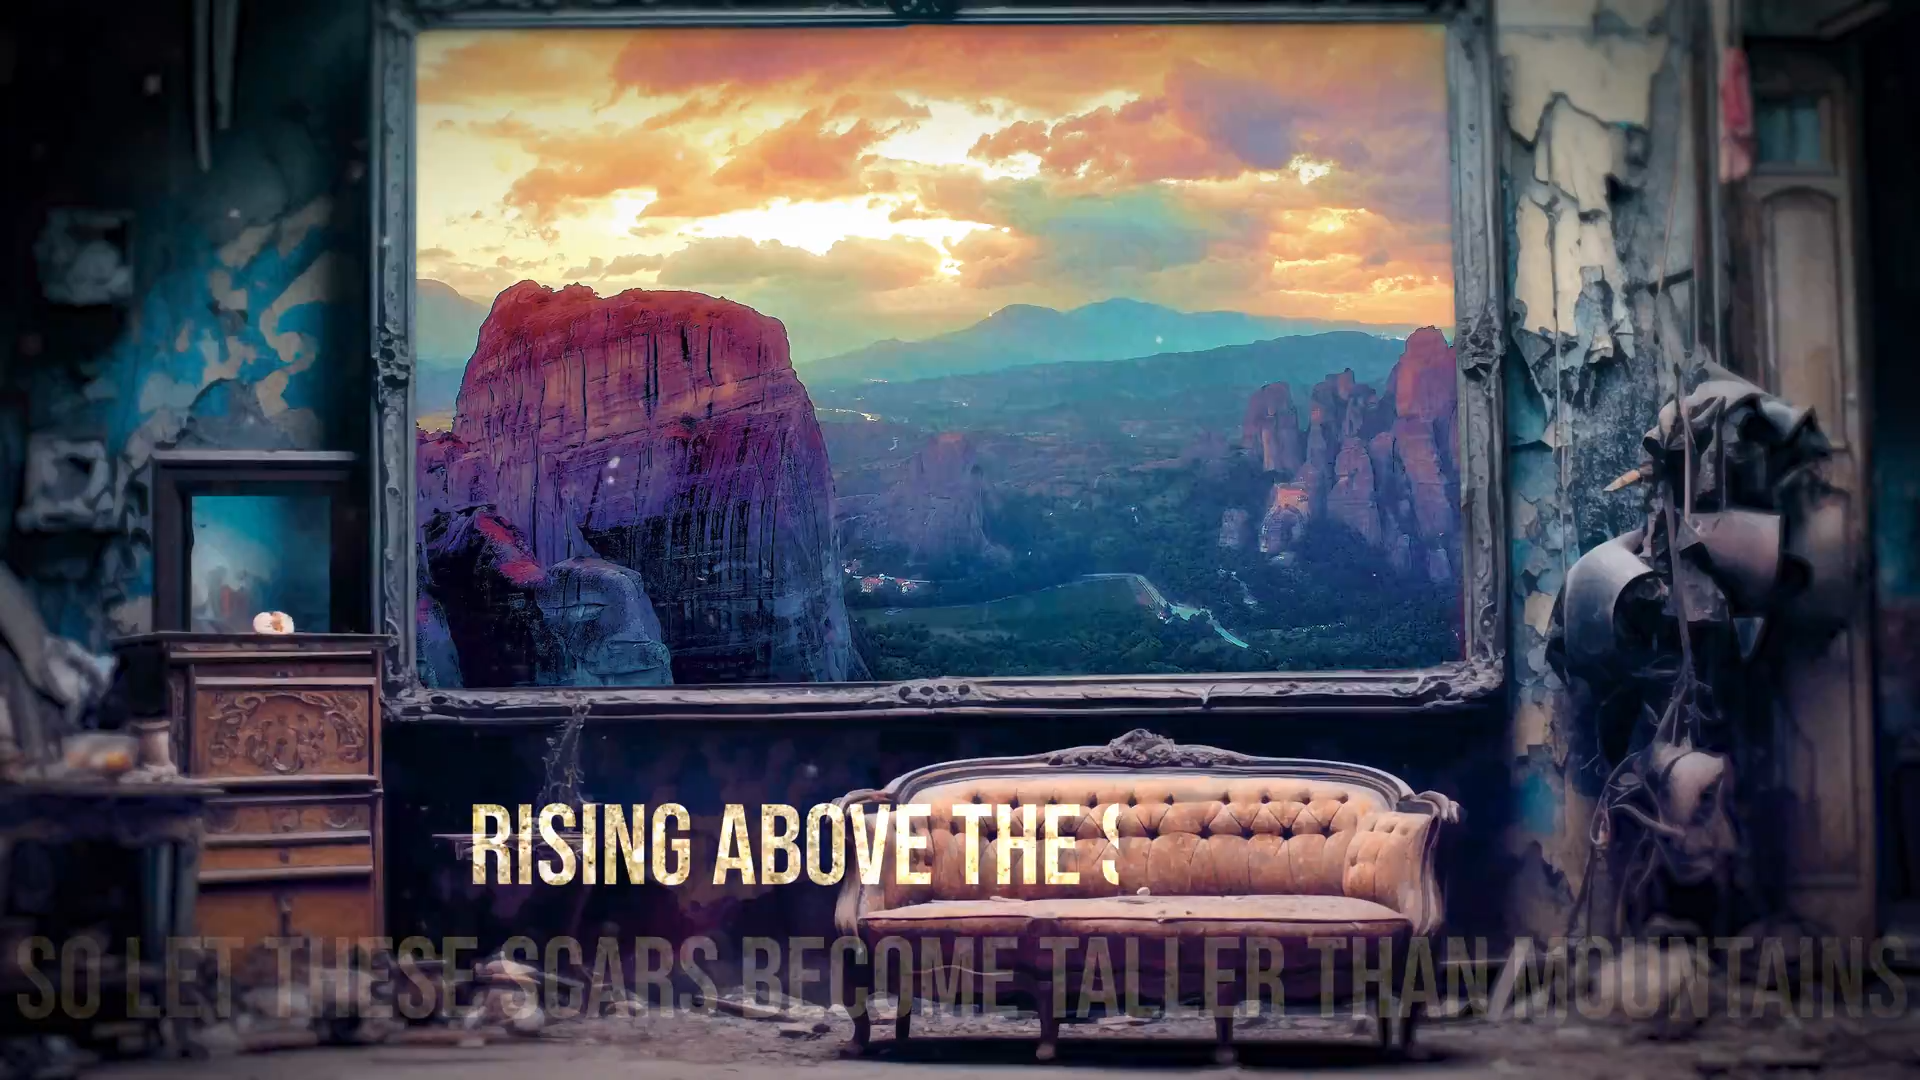 RISING ABOVE THE
SO LET THESE SCARS BECOME TALLER THAN MOUNTAINS